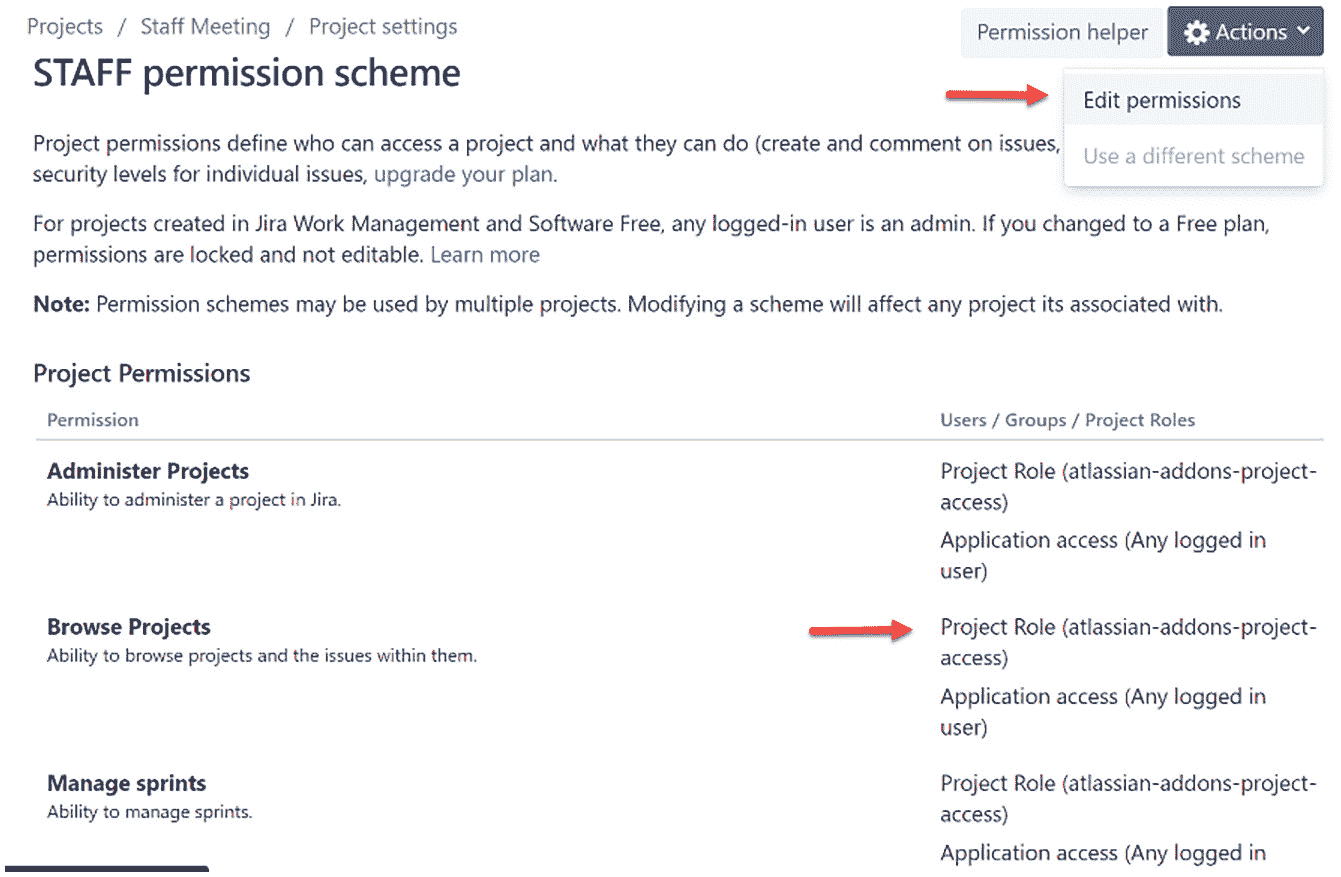 Projects / Staff Meeting / Project settings
Permission helper
Actions
STAFF permission scheme
Edit permissions
Use a different scheme
Project permissions define who can access a project and what they can do (create and comment on issues,
security levels for individual issues, upgrade your plan.
For projects created in Jira Work Management and Software Free, any logged-in user is an admin. If you changed to a Free plan,
permissions are locked and not editable. Learn more
Note: Permission schemes may be used by multiple projects. Modifying a scheme will affect any project its associated with.
Project Permissions
Permission
Users / Groups / Project Roles
Administer Projects
Ability to administer a project in Jira.
Project Role (atlassian-addons-project-
access)
Application access (Any logged in
user)
Browse Projects
Ability to browse projects and the issues within them.
Project Role (atlassian-addons-project-
access)
Application access (Any logged in
user)
Manage sprints
Ability to manage sprints.
Project Role (atlassian-addons-project-
access)
Application access (Any logged in